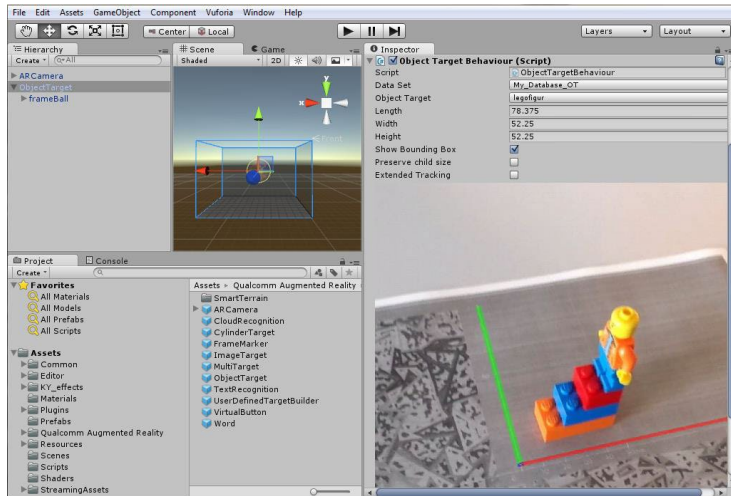 File Edit Assets GameObject Component Vuforia Window Help
Center Local Layers Layout
Hierarchy
Create QrAll
ARCamera
ObjectTarget
frameBall
Scene Game
Shaded 2D
y
x
Front
Inspector
Object Target Behaviour (Script)
Script ObjectTargetBehaviour
Data Set My_Database_OT
Object Target legofigur
Length 78.375
Width 52.25
Height 52.25
Show Bounding Box
Preserve child size
Extended Tracking
Project Console
Create
Favorites
All Materials
All Models
All Prefabs
All Scripts
Assets
Common
Editor
KY_effects
Materials
Plugins
Prefabs
Qualcomm Augmented Reality
Resources
Scenes
Scripts
Shaders
StreamingAssets
Assets Qualcomm Augmented Reality
SmartTerrain
ARCamera
CloudRecognition
CylinderTarget
FrameMarker
ImageTarget
MultiTarget
ObjectTarget
TextRecognition
UserDefinedTargetBuilder
VirtualButton
Word